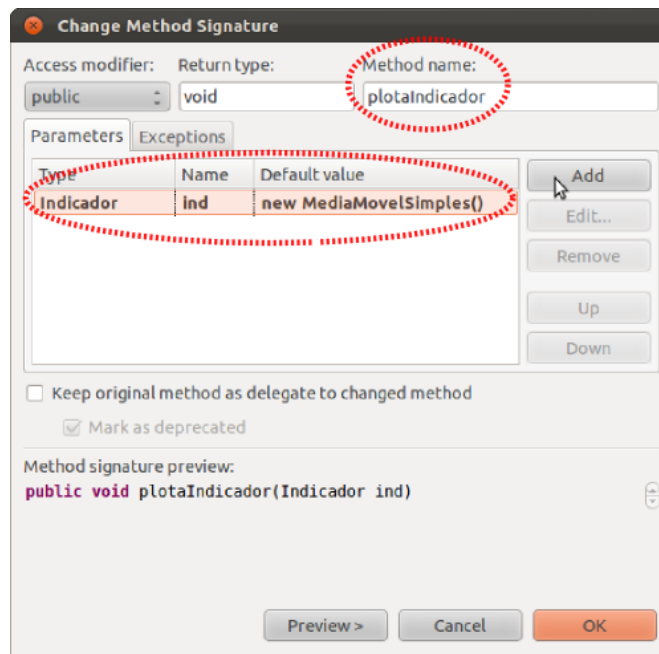 Change Method Signature
Access modifier: Return type: Method name:
public void plotaIndicador
Parameters Exceptions
Type Name Default value
Indicador ind new MediaMovelSimples()
Add
Edit...
Remove
Up
Down
Keep original method as delegate to changed method
Mark as deprecated
Method signature preview:
public void plotaIndicador(Indicador ind)
Preview > Cancel OK